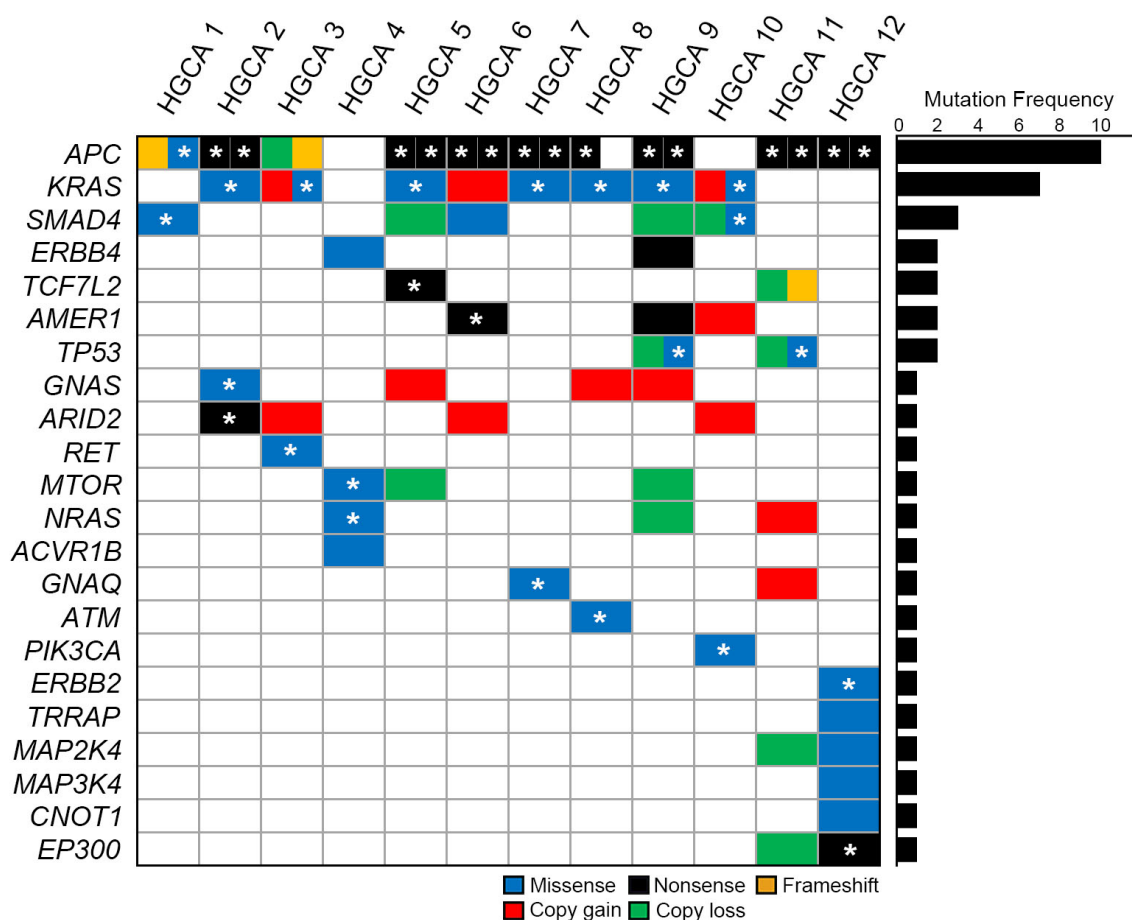 HGCA 1 HGCA 2 HGCA 3 HGCA 4 HGCA 5 HGCA 6 HGCA 7 HGCA 8 HGCA 9 HGCA 10 HGCA 11 HGCA 12
Mutation Frequency
0 2 4 6 8 10
APC * * * * * * * * * * * * * * * *
KRAS * * * * * * *
SMAD4 * *
ERBB4
TCF7L2 *
AMER1 *
TP53 * *
GNAS *
ARID2 *
RET *
MTOR *
NRAS *
ACVR1B
GNAQ *
ATM *
PIK3CA *
ERBB2 *
TRRAP
MAP2K4
MAP3K4
CNOT1
EP300 *
Missense Nonsense Frameshift
Copy gain Copy loss